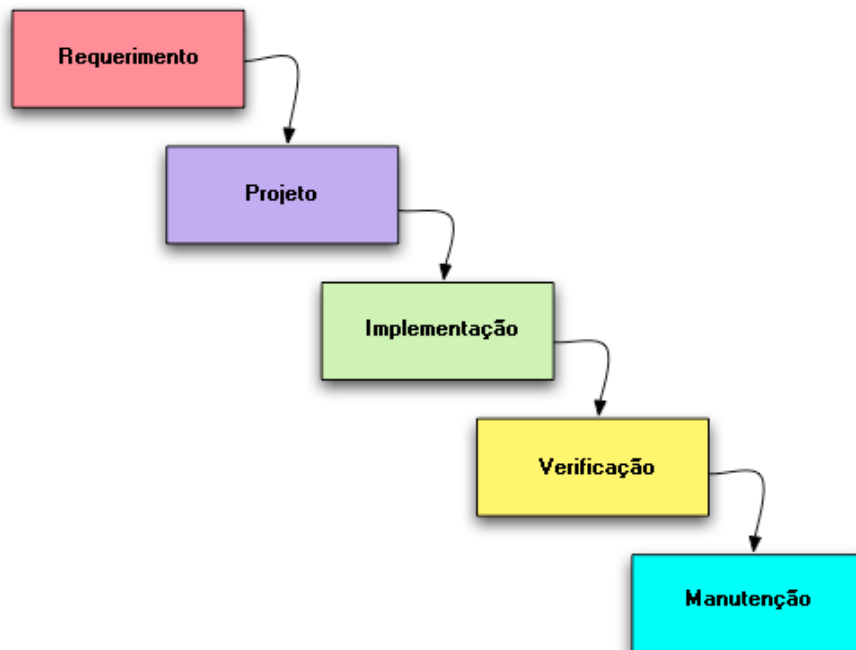 Requerimento
Projeto
Implementação
Verificação
Manutenção